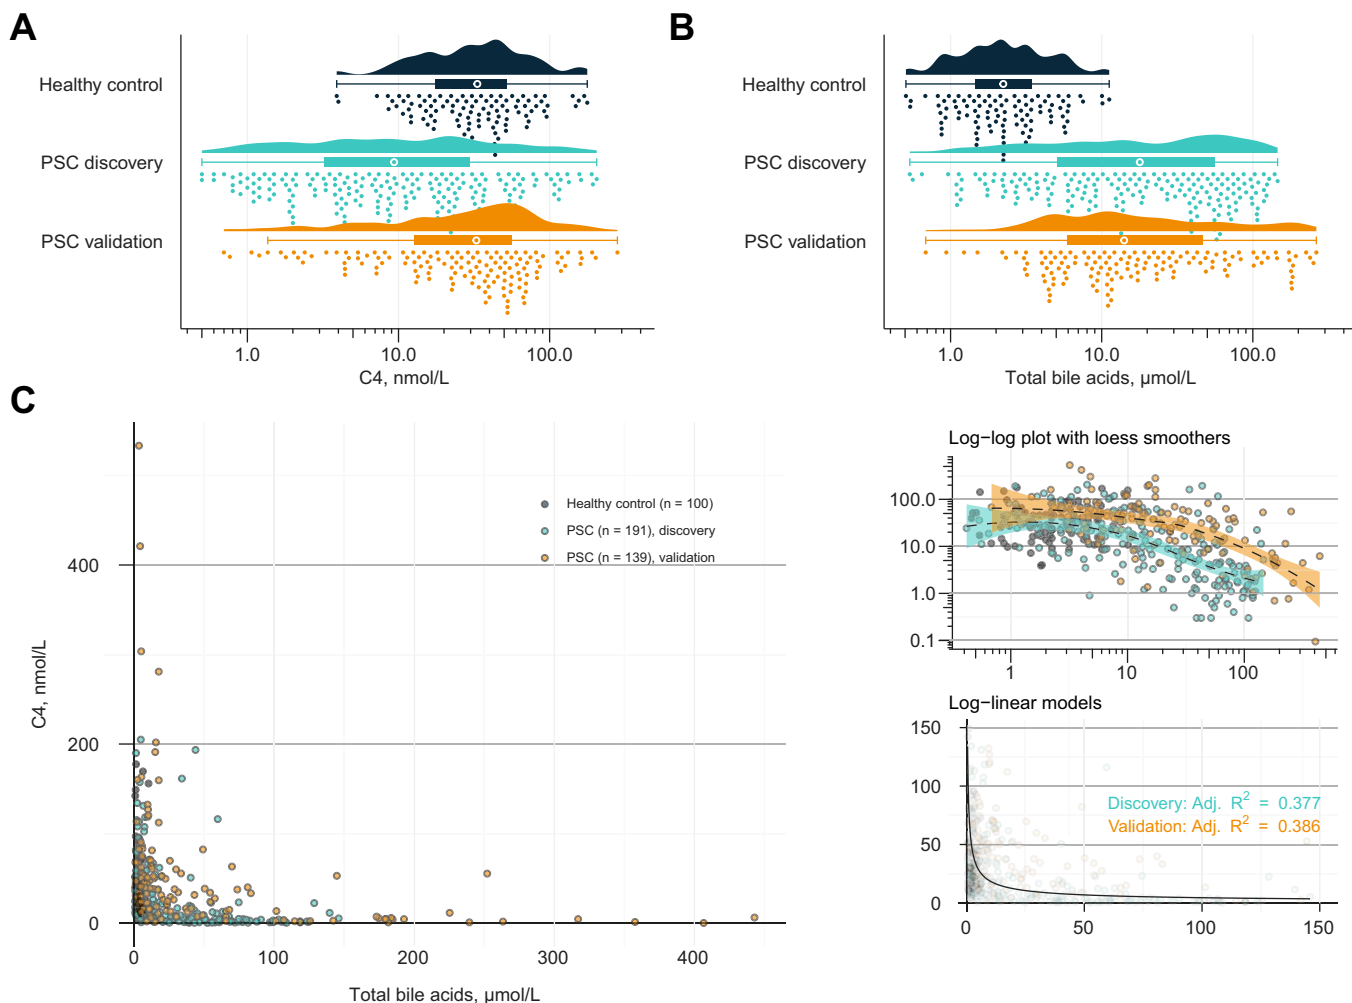 A
Healthy control
PSC discovery
PSC validation
1.0 10.0 100.0
C4, nmol/L
B
Healthy control
PSC discovery
PSC validation
1.0 10.0 100.0
Total bile acids, μmol/L
C
C4, nmol/L
400
200
0
0 100 200 300 400
Total bile acids, μmol/L
Healthy control (n = 100)
PSC (n = 191), discovery
PSC (n = 139), validation
Log−log plot with loess smoothers
100.0
10.0
1.0
0.1
1 10 100
Log−linear models
150
100
50
0
Discovery: Adj. R² = 0.377
Validation: Adj. R² = 0.386
0 50 100 150